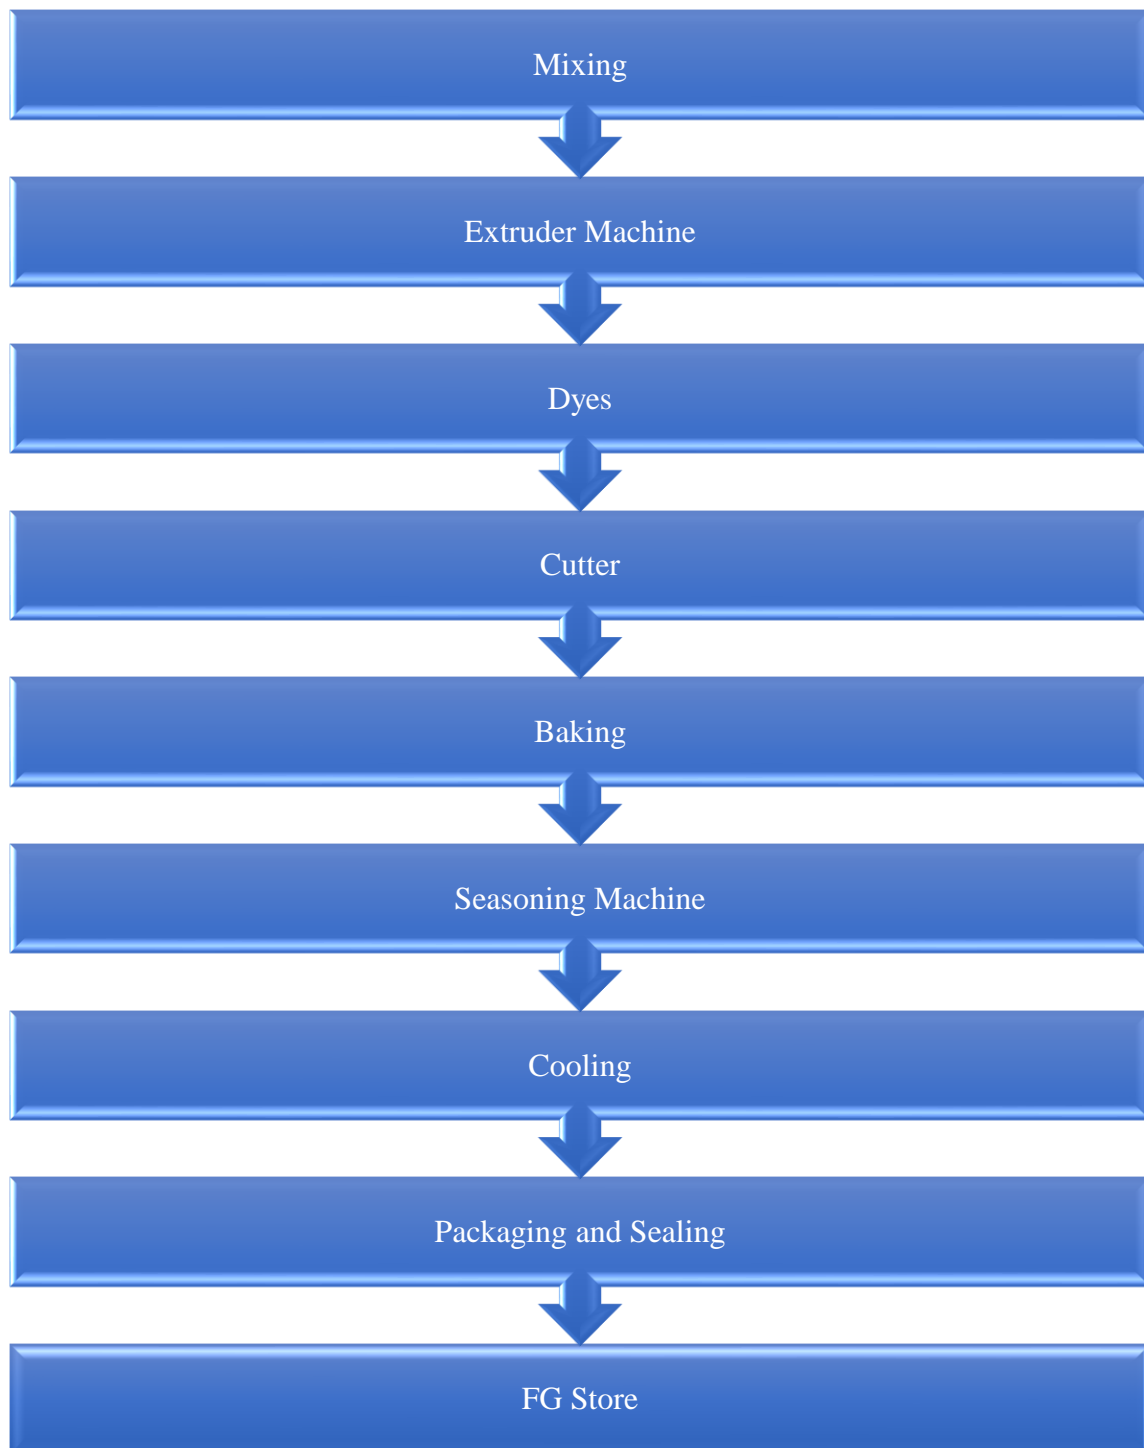 Mixing
Extruder Machine
Dyes
Cutter
Baking
Seasoning Machine
Cooling
Packaging and Sealing
FG Store